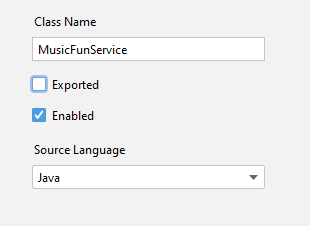 Class Name
MusicFunService
Exported
Enabled
Source Language
Java